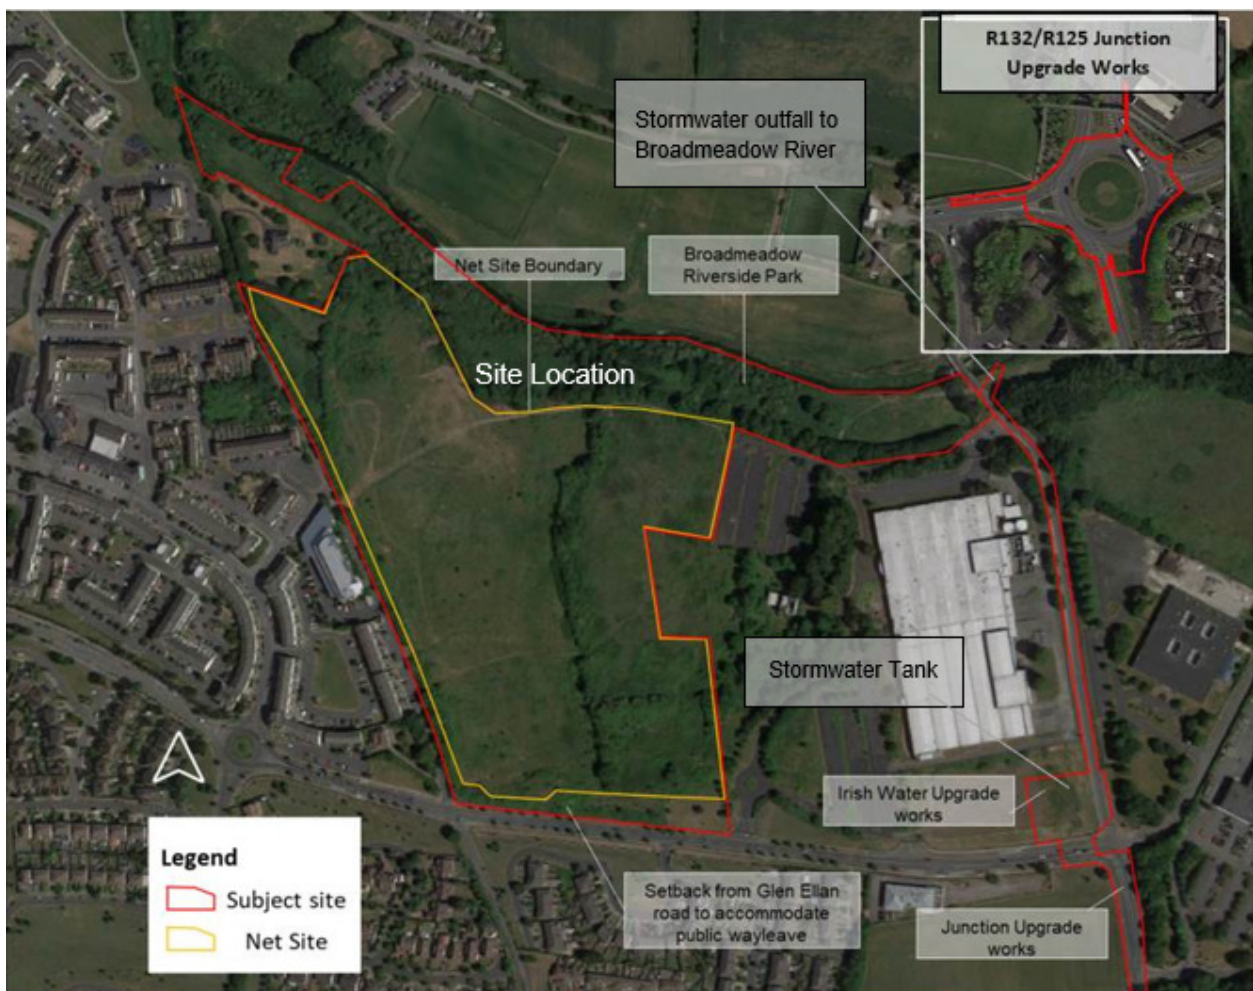 R132/R125 Junction
Upgrade Works
Stormwater outfall to
Broadmeadow River
Net Site Boundary
Broadmeadow
Riverside Park
Site Location
Stormwater Tank
Irish Water Upgrade
works
Legend
Subject site
Net Site
Setback from Glen Ellan
road to accommodate
public wayleave
Junction Upgrade
works